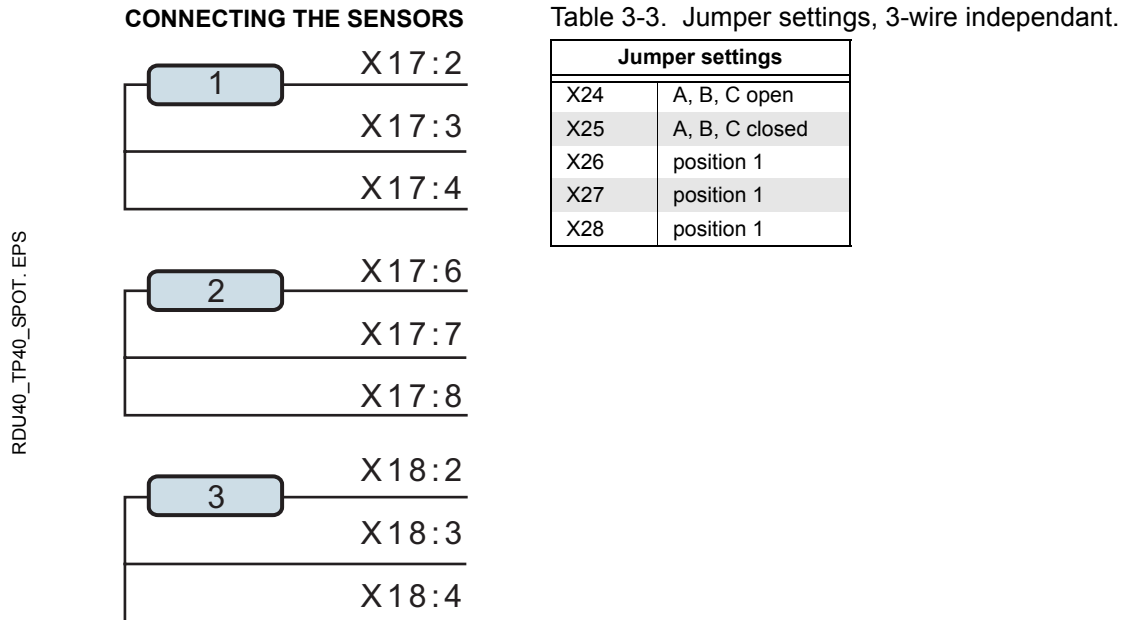 CONNECTING THE SENSORS
1
X17:2
X17:3
X17:4
2
X17:6
X17:7
X17:8
3
X18:2
X18:3
X18:4
RDU40_TP40_SPOT. EPS
Table 3-3. Jumper settings, 3-wire independant.
Jumper settings
X24 A, B, C open
X25 A, B, C closed
X26 position 1
X27 position 1
X28 position 1